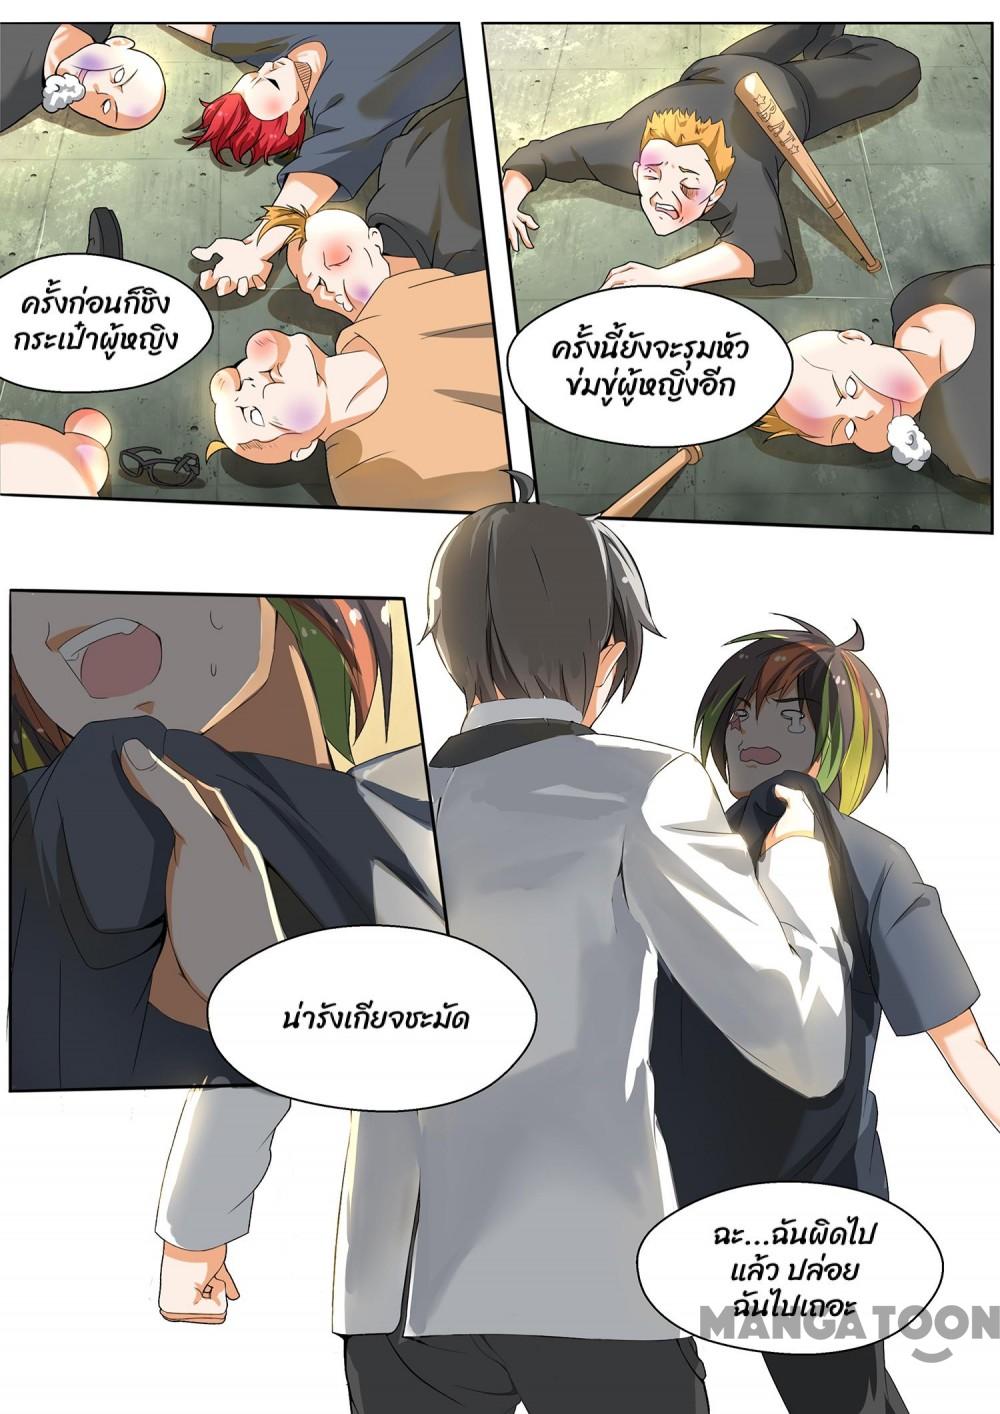 ครั้งก่อนก็ชิง
กระเป๋าผู้หญิง
BAT
ครั้งนี้ยังจะรุมหัว
ข่มขู่ผู้หญิงอีก
น่ารังเกียจชะมัด
ฉะ...ฉันผิดไป
แล้ว ปล่อย
ฉันไปเถอะ
MANGATOON